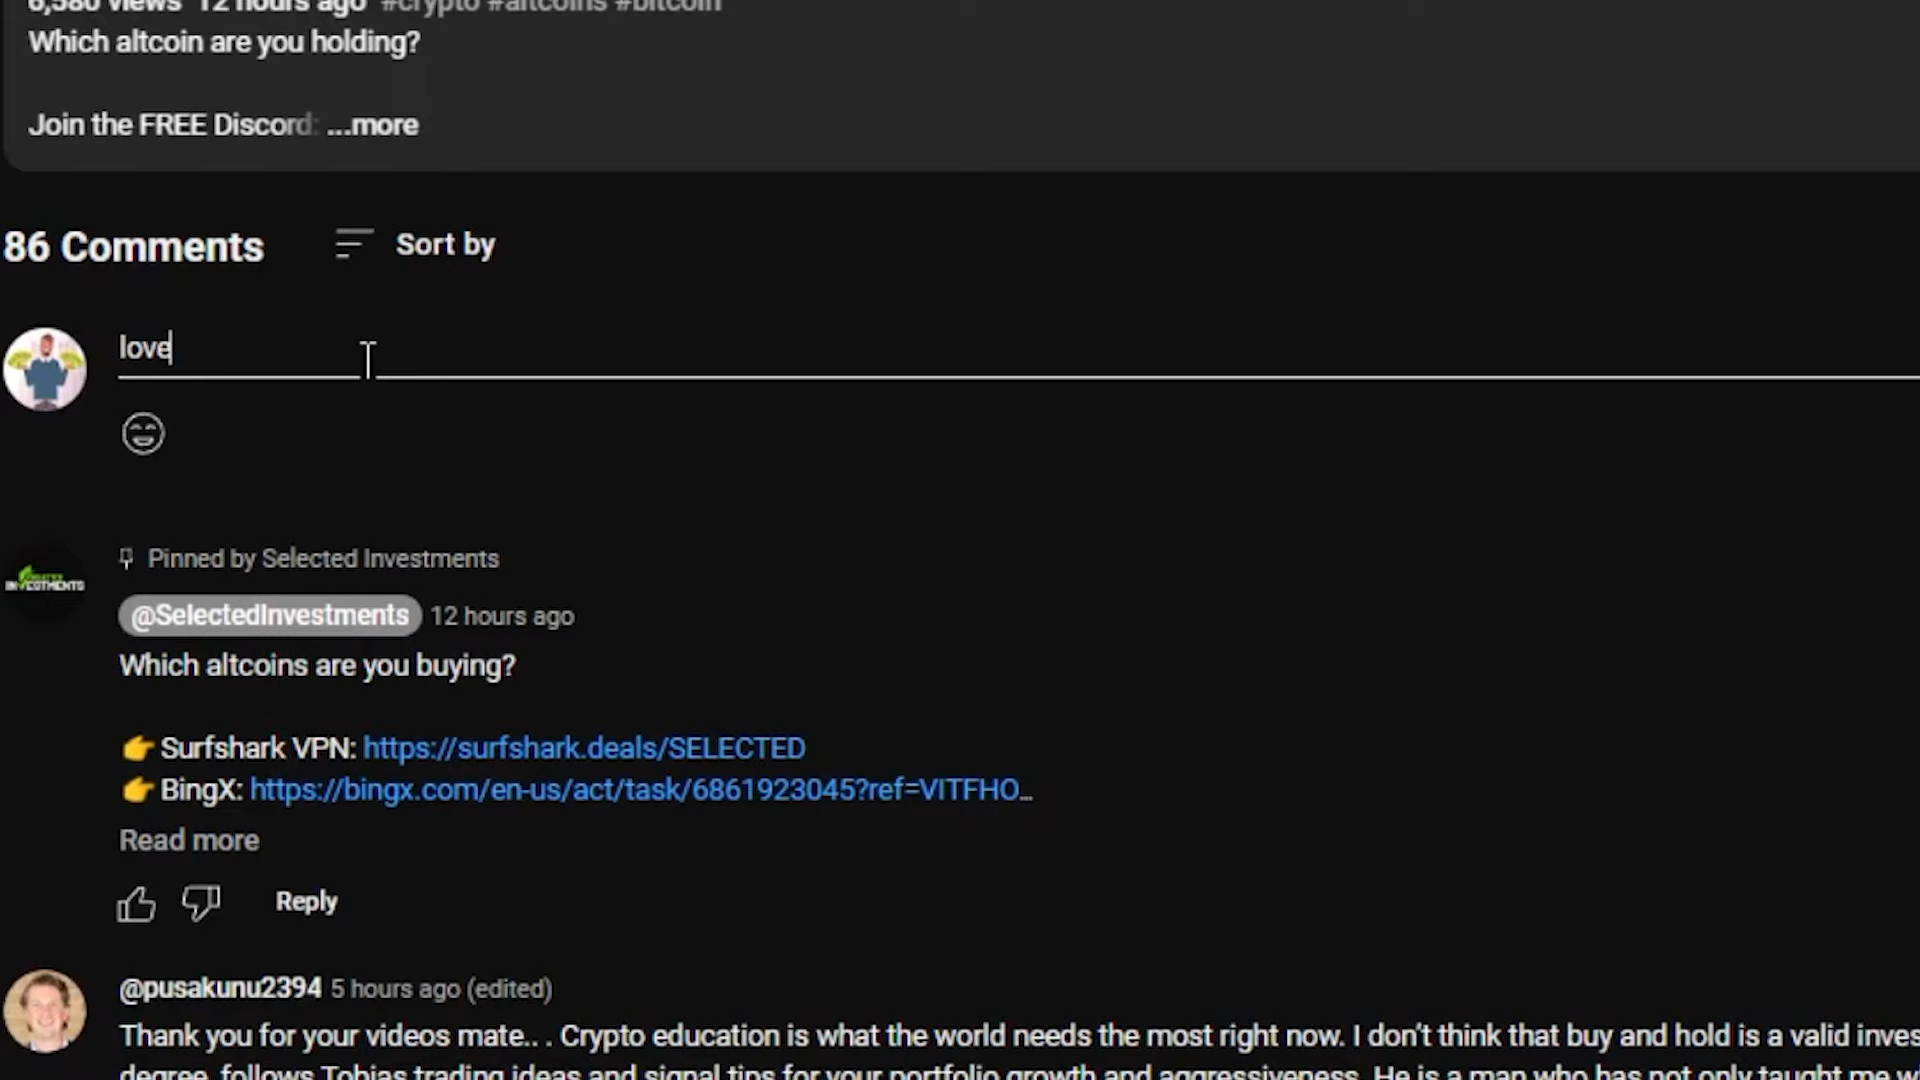 6,580 views 12 hours ago #crypto #altcoins #bitcoin
Which altcoin are you holding?
Join the FREE Discord: ...more
86 Comments Sort by
love
Pinned by Selected Investments
INVESTMENTS
@SelectedInvestments 12 hours ago
Which altcoins are you buying?
👉 Surfshark VPN: https://surfshark.deals/SELECTED
👉 BingX: https://bingx.com/en-us/act/task/6861923045?ref=VITFHO...
Read more
Reply
@pusakunu2394 5 hours ago (edited)
Thank you for your videos mate.. . Crypto education is what the world needs the most right now. I don't think that buy and hold is a valid inves
degree, follows Tobias trading ideas and signal tips for your portfolio growth and aggressiveness. He is a man who has not only taught me w